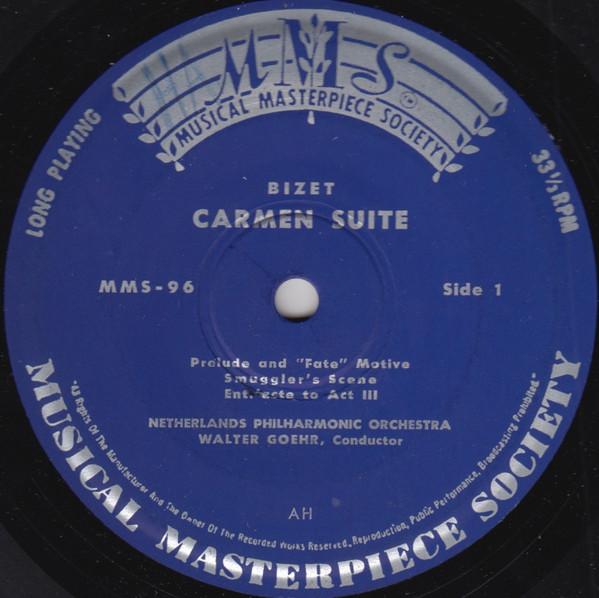 MMS
MUSICAL MASTERPIECE SOCIETY
LONG PLAYING
33⅓ RPM
BIZET
CARMEN SUITE
MMS-96
Side 1
Prelude and "Fate" Motive
Smuggler's Scene
Entr'acte to Act III
NETHERLANDS PHILHARMONIC ORCHESTRA
WALTER GOEHR, Conductor
AH
"All Rights Of The Manufacturer And The Owner Of The Recorded Works Reserved, Reproduction, Public Performance, Broadcasting Prohibited."
MUSICAL MASTERPIECE SOCIETY